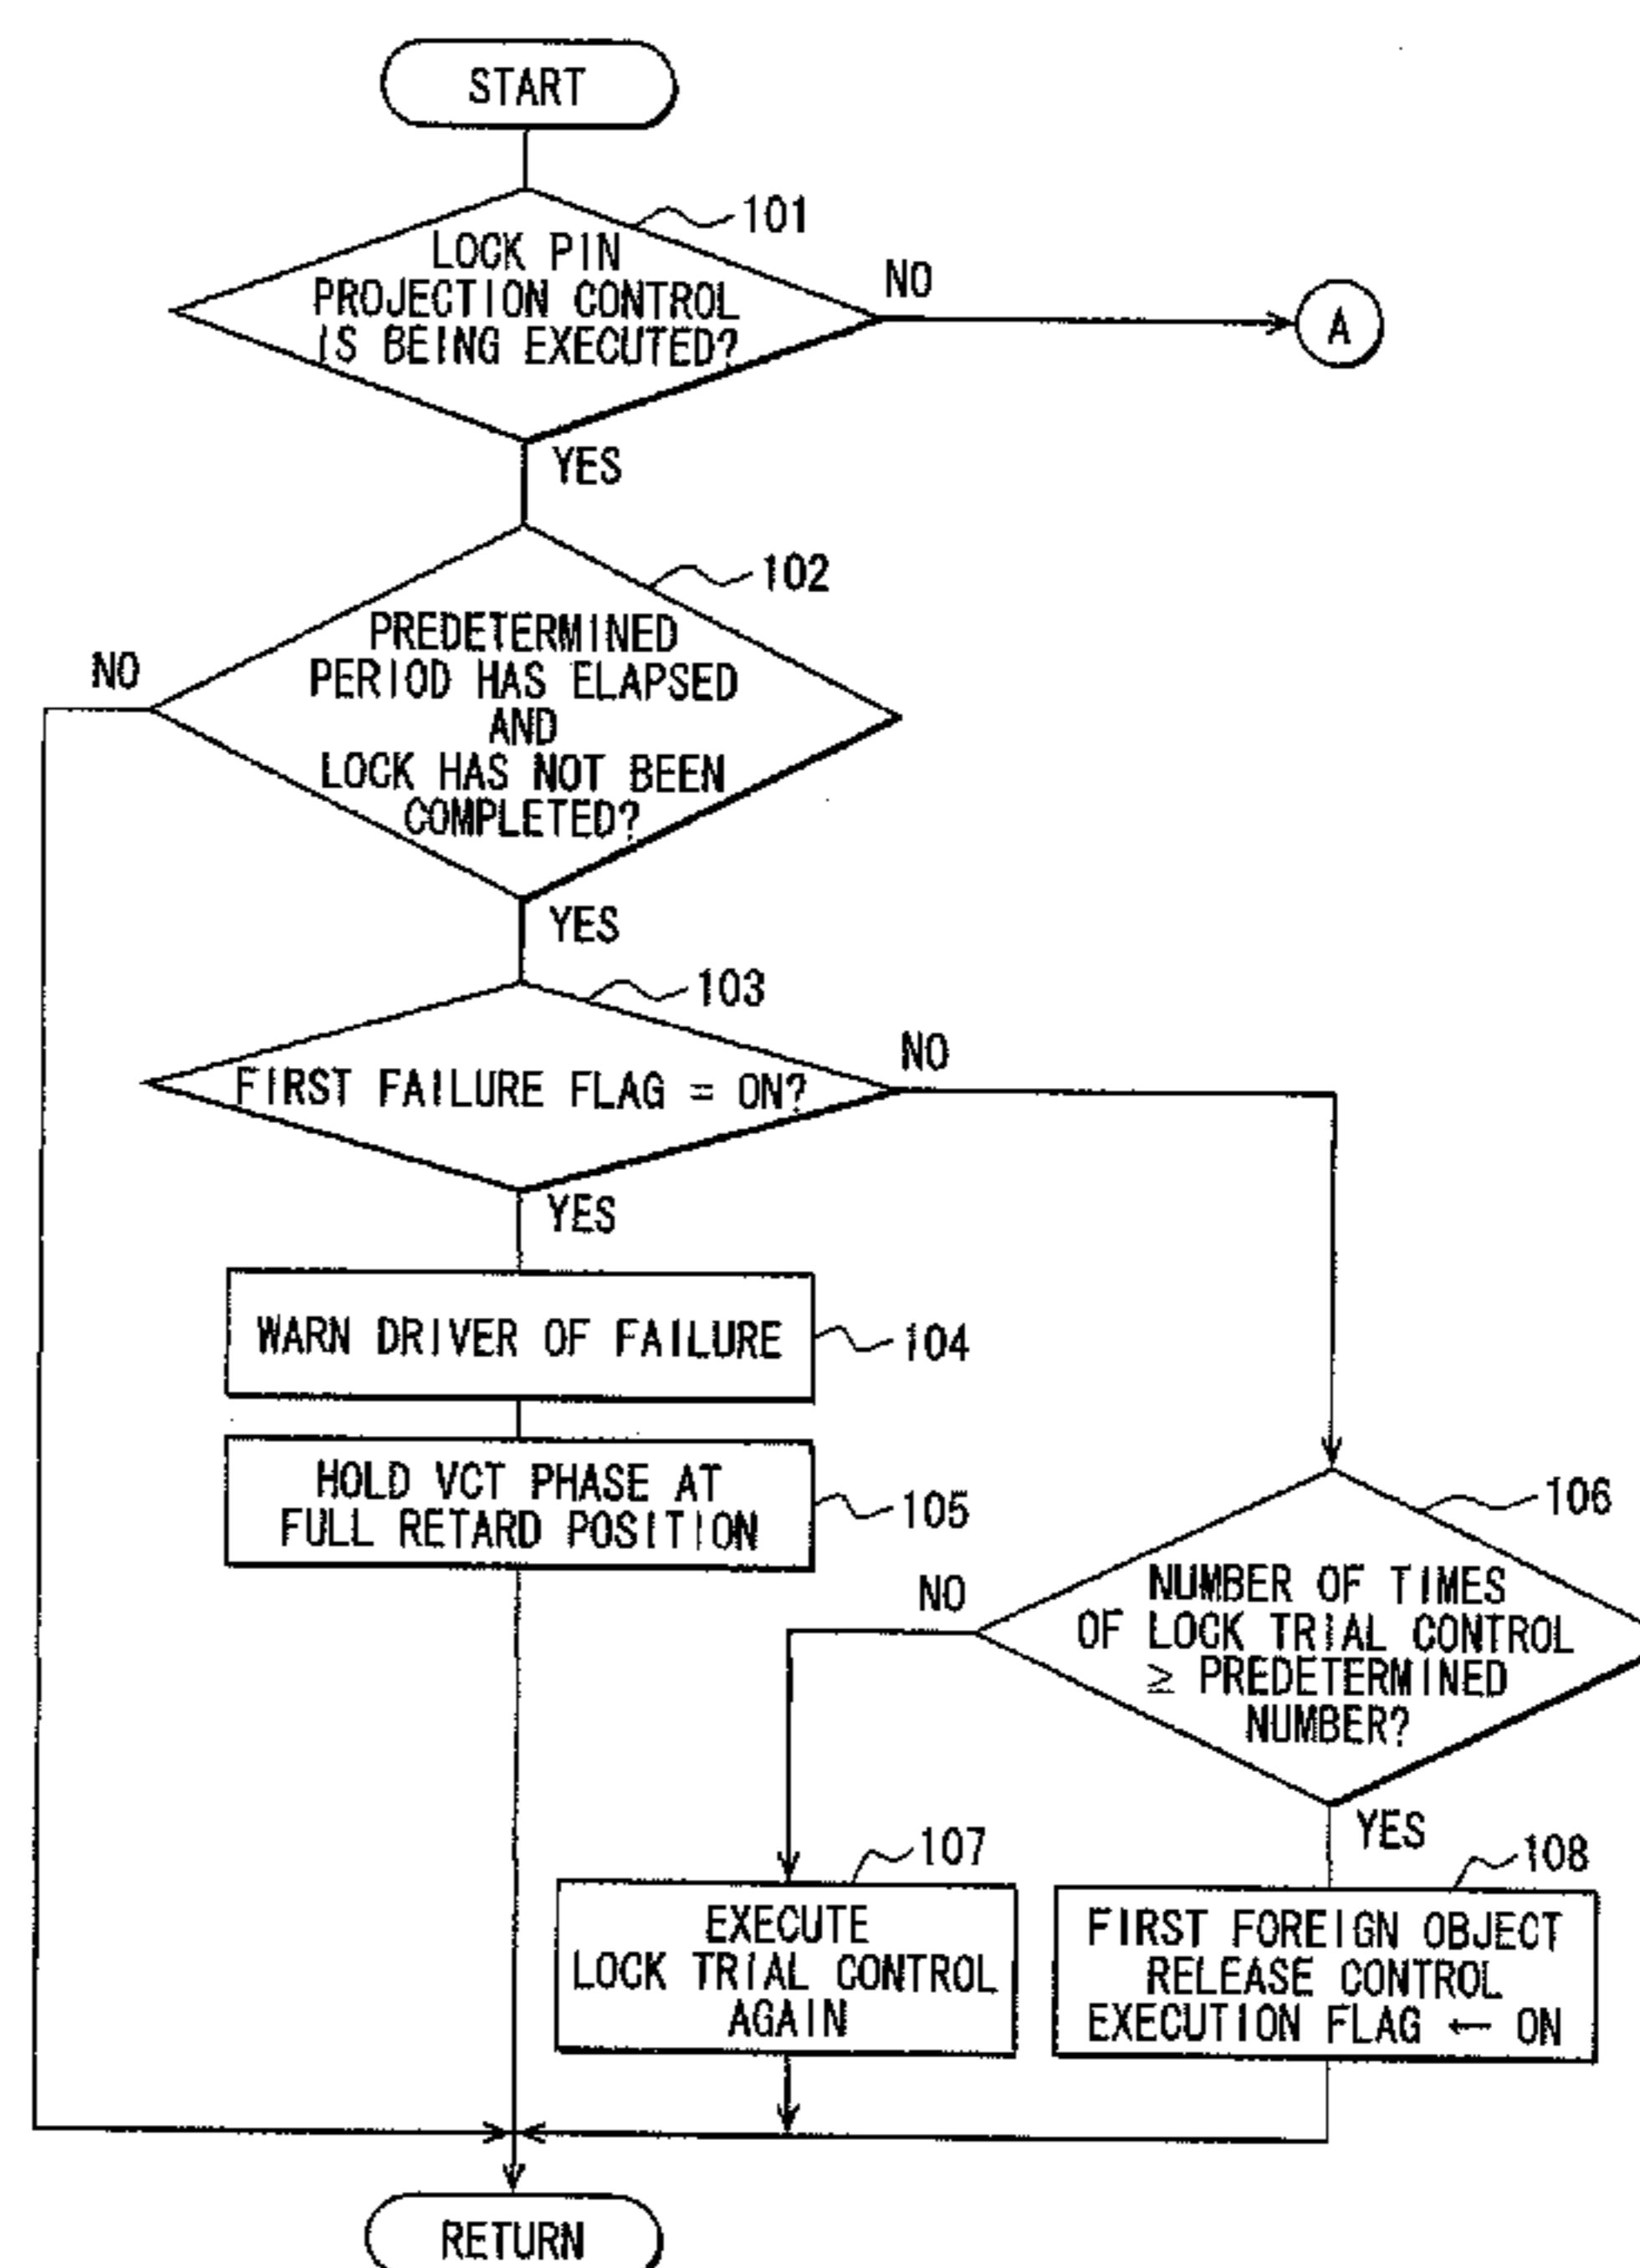 START
101
LOCK PIN
PROJECTION CONTROL
IS BEING EXECUTED?
NO
A
YES
102
PREDETERMINED
PERIOD HAS ELAPSED
AND
LOCK HAS NOT BEEN
COMPLETED?
NO
YES
103
FIRST FAILURE FLAG = ON?
NO
YES
WARN DRIVER OF FAILURE
104
HOLD VCT PHASE AT
FULL RETARD POSITION
105
106
NUMBER OF TIMES
OF LOCK TRIAL CONTROL
≥ PREDETERMINED
NUMBER?
NO
YES
107
EXECUTE
LOCK TRIAL CONTROL
AGAIN
108
FIRST FOREIGN OBJECT
RELEASE CONTROL
EXECUTION FLAG ← ON
RETURN